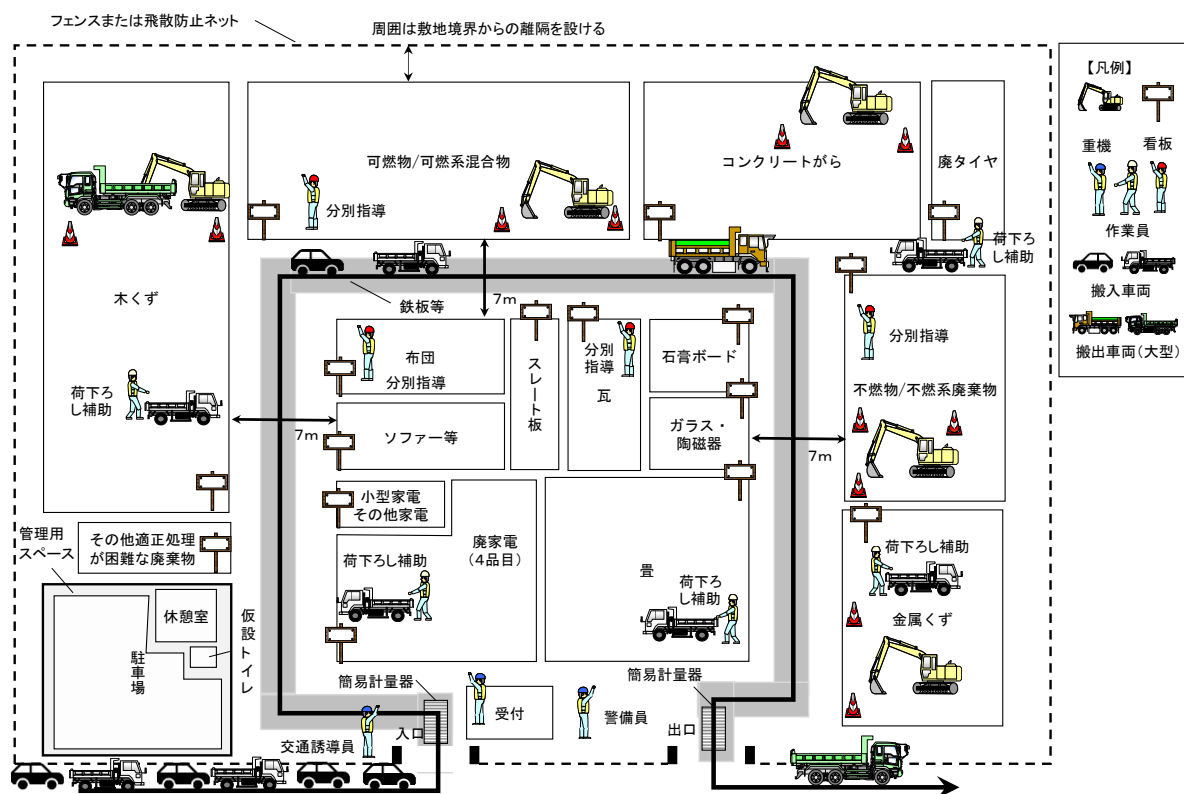 フェンスまたは飛散防止ネット
周囲は敷地境界からの離隔を設ける
【凡例】
重機
看板
作業員
搬入車両
搬出車両(大型)
可燃物/可燃系混合物
分別指導
コンクリートがら
廃タイヤ
荷下ろ
し補助
木くず
鉄板等
7m
布団
分別指導
スレート板
分別
指導
瓦
石膏ボード
分別指導
不燃物/不燃系廃棄物
荷下ろ
し補助
7m
ソファー等
ガラス・
陶磁器
7m
小型家電
その他家電
廃家電
(4品目)
荷下ろし補助
畳
荷下ろ
し補助
荷下ろし補助
金属くず
管理用
スペース
その他適正処理
が困難な廃棄物
休憩室
仮設トイレ
駐車場
簡易計量器
受付
警備員
簡易計量器
入口
出口
交通誘導員